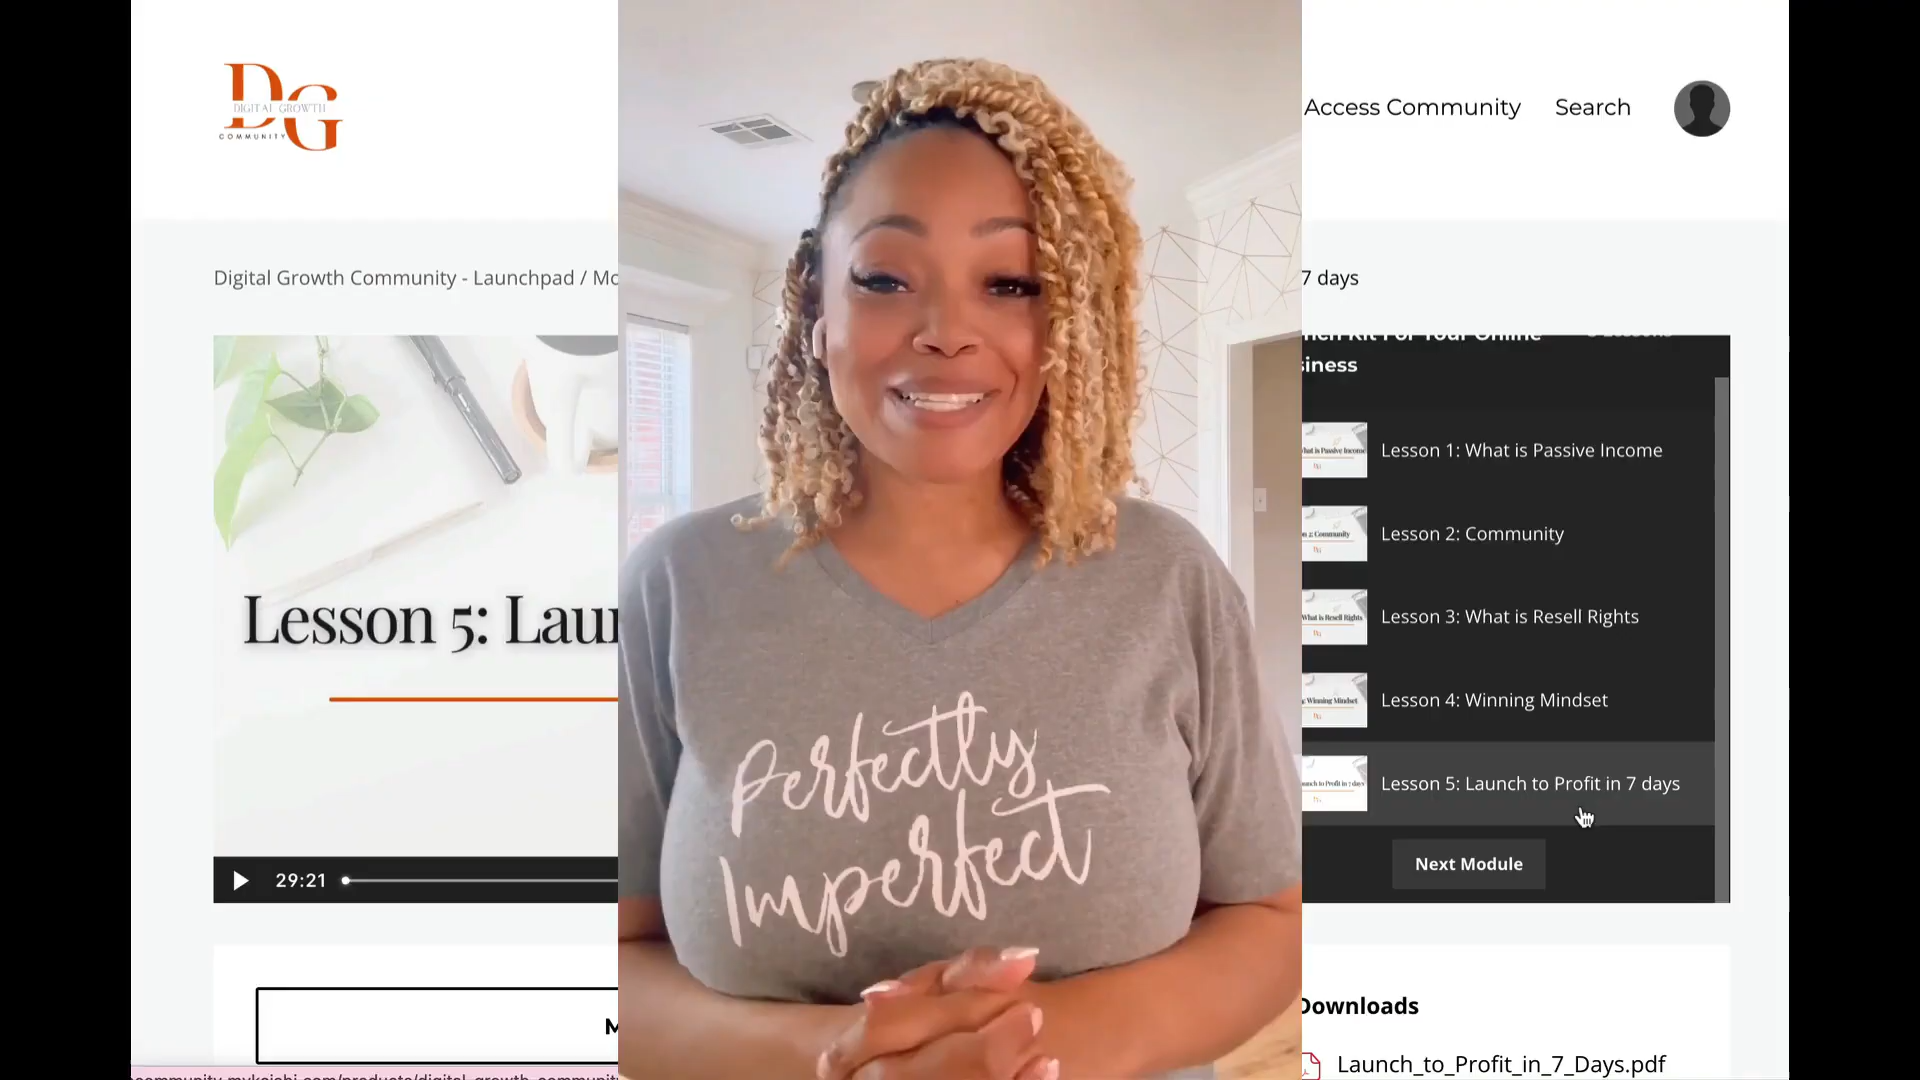 DG
DIGITAL GROWTH
COMMUNITY
Access Community
Search
Digital Growth Community - Launchpad / Mo
7 days
iness
Lesson 1: What is Passive Income
Lesson 2: Community
Lesson 3: What is Resell Rights
Lesson 4: Winning Mindset
Lesson 5: Launch to Profit in 7 days
Next Module
Lesson 5: Laun
29:21
Perfectly
Imperfect
M
Downloads
Launch_to_Profit_in_7_Days.pdf